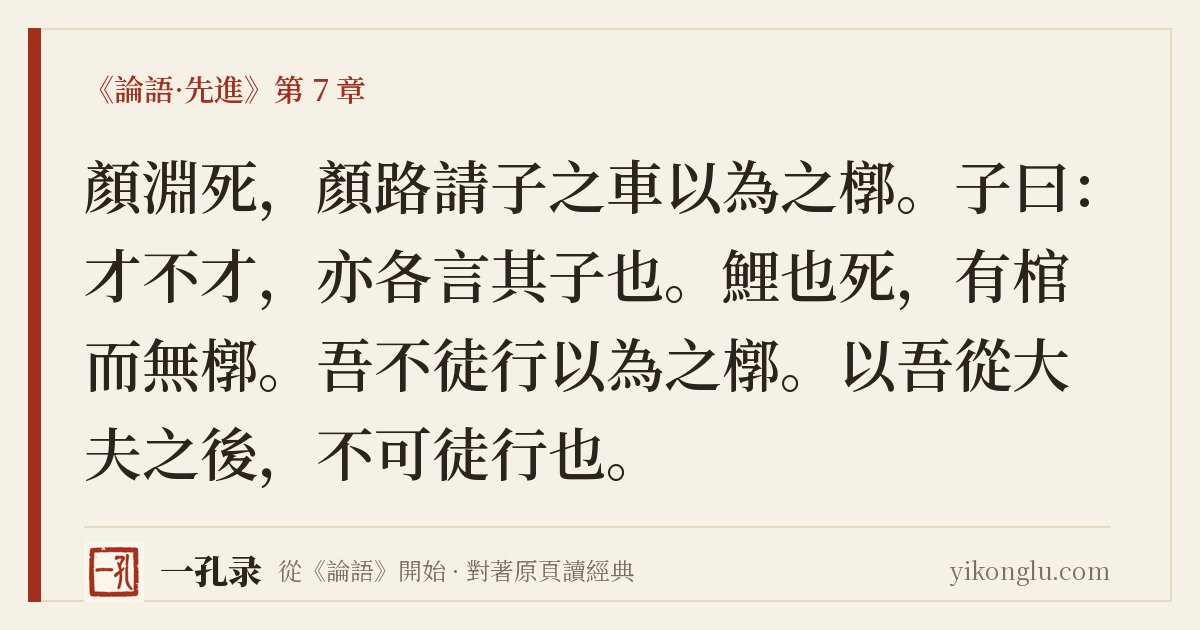 《論語·先進》第 7 章
顏淵死，顏路請子之車以為之槨。子曰：
才不才，亦各言其子也。鯉也死，有棺
而無槨。吾不徒行以為之槨。以吾從大
夫之後，不可徒行也。
一孔
一孔录 從《論語》開始 · 對著原頁讀經典 yikonglu.com